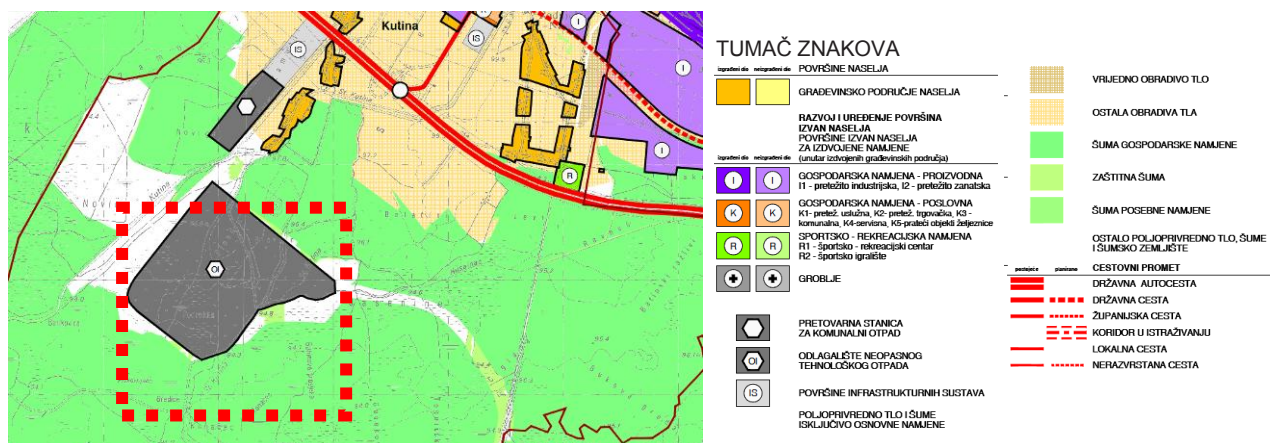 Kutina
IS
IS
K
I
I
I
R
OI
Kutina
TUMAČ ZNAKOVA
izgrađeni dio neizgrađeni dio POVRŠINE NASELJA
GRAĐEVINSKO PODRUČJE NASELJA
RAZVOJ I UREĐENJE POVRŠINA
IZVAN NASELJA
POVRŠINE IZVAN NASELJA
ZA IZDVOJENE NAMJENE
izgrađeni dio neizgrađeni dio (unutar izdvojenih građevinskih područja)
I I GOSPODARSKA NAMJENA - PROIZVODNA
I1 - pretežito industrijska, I2 - pretežito zanatska
K K GOSPODARSKA NAMJENA - POSLOVNA
K1- pretež. uslužna, K2- pretež. trgovačka, K3 -
komunalna, K4-servisna, K5-prateći objekti željeznice
R R SPORTSKO - REKREACIJSKA NAMJENA
R1 - športsko - rekreacijski centar
R2 - športsko igralište
GROBLJE
PRETOVARNA STANICA
ZA KOMUNALNI OTPAD
OI ODLAGALIŠTE NEOPASNOG
TEHNOLOŠKOG OTPADA
IS POVRŠINE INFRASTRUKTURNIH SUSTAVA
POLJOPRIVREDNO TLO I ŠUME
ISKLJUČIVO OSNOVNE NAMJENE
VRIJEDNO OBRADIVO TLO
OSTALA OBRADIVA TLA
ŠUMA GOSPODARSKE NAMJENE
ZAŠTITNA ŠUMA
ŠUMA POSEBNE NAMJENE
OSTALO POLJOPRIVREDNO TLO, ŠUME
I ŠUMSKO ZEMLJIŠTE
postojeće planirano CESTOVNI PROMET
DRŽAVNA AUTOCESTA
DRŽAVNA CESTA
ŽUPANIJSKA CESTA
KORIDOR U ISTRAŽIVANJU
LOKALNA CESTA
NERAZVRSTANA CESTA